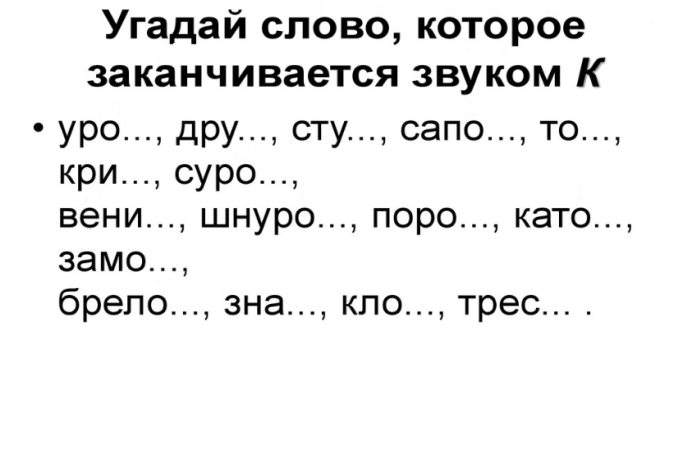 Угадай слово, которое
заканчивается звуком К
• уро..., дру..., сту..., сапо..., то...,
кри..., суро...,
вени..., шнуро..., поро..., като...,
замо...,
брело..., зна..., кло..., трес... .